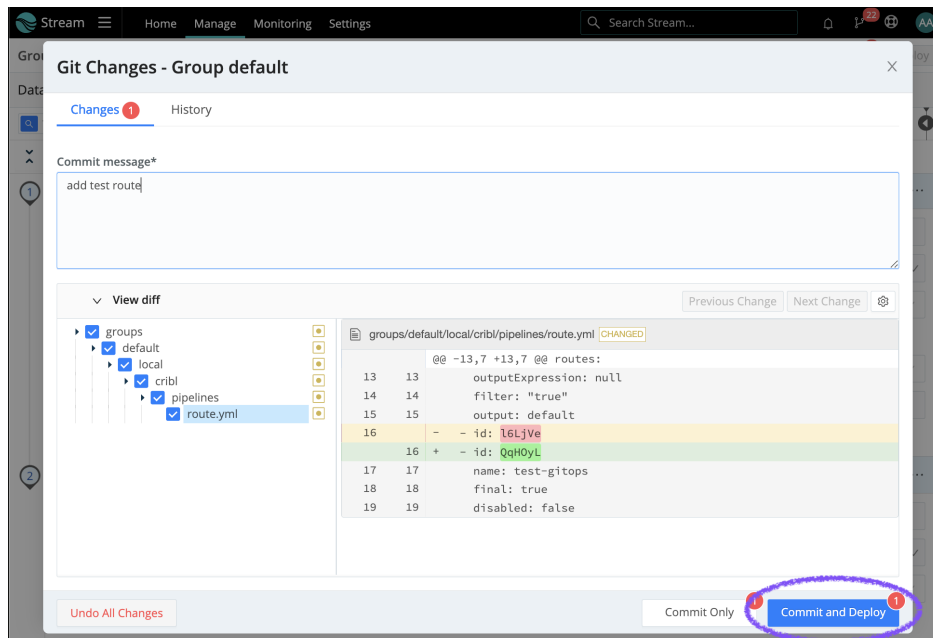 Stream
Home Manage Monitoring Settings
Search Stream...
22
AA
Git Changes - Group default
Changes 1
History
Commit message*
add test route
View diff
Previous Change
Next Change
groups
default
local
cribl
pipelines
route.yml
groups/default/local/cribl/pipelines/route.yml CHANGED
@@ -13,7 +13,7 @@ routes:
13 13 outputExpression: null
14 14 filter: "true"
15 15 output: default
16 - - id: l6LjVe
16 + - id: QqHOyL
17 17 name: test-gitops
18 18 final: true
19 19 disabled: false
1
2
Undo All Changes
Commit Only
Commit and Deploy 1